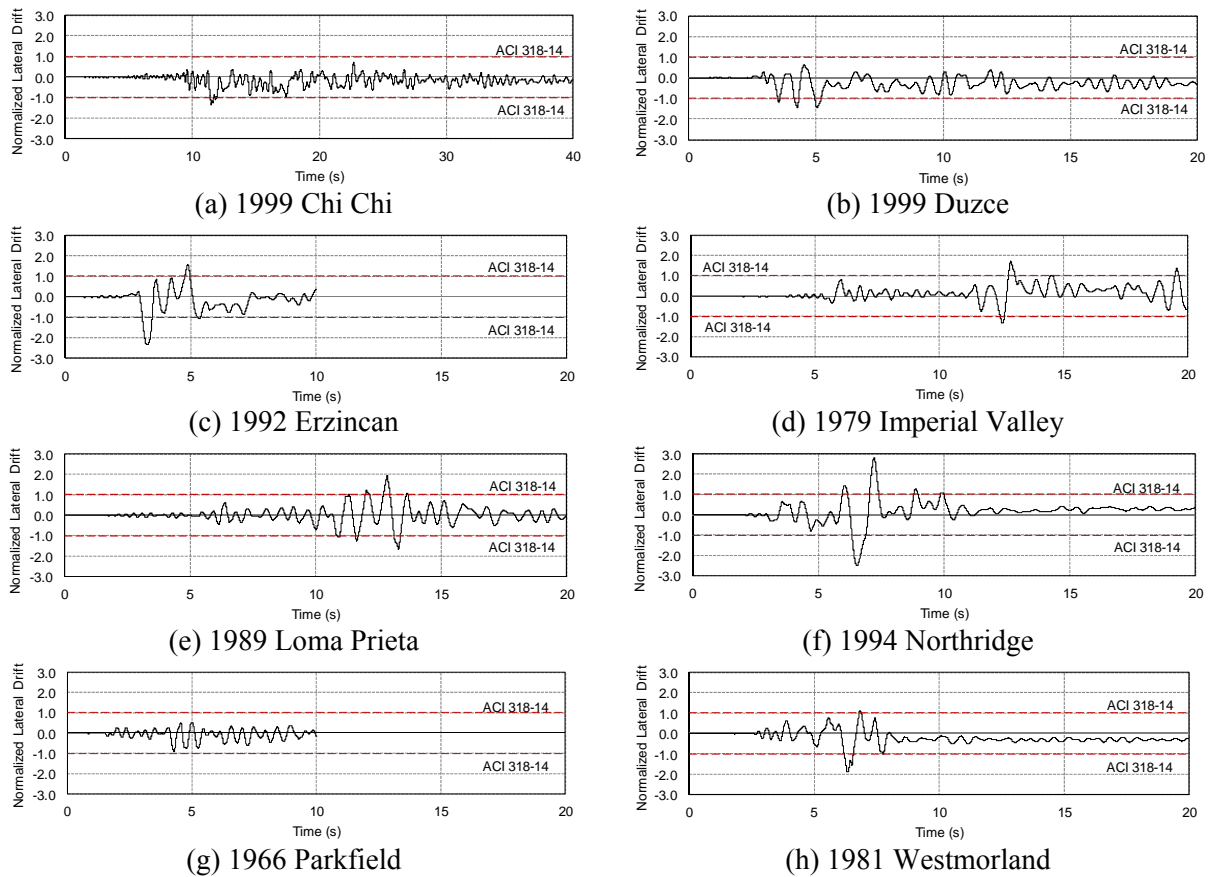 Normalized Lateral Drift
3.0
2.0
1.0
0.0
-1.0
-2.0
-3.0
ACI 318-14
ACI 318-14
0 10 20 30 40
Time (s)
(a) 1999 Chi Chi
Normalized Lateral Drift
3.0
2.0
1.0
0.0
-1.0
-2.0
-3.0
ACI 318-14
ACI 318-14
0 5 10 15 20
Time (s)
(b) 1999 Duzce
Normalized Lateral Drift
3.0
2.0
1.0
0.0
-1.0
-2.0
-3.0
ACI 318-14
ACI 318-14
0 5 10 15 20
Time (s)
(c) 1992 Erzincan
Normalized Lateral Drift
3.0
2.0
1.0
0.0
-1.0
-2.0
-3.0
ACI 318-14
ACI 318-14
0 5 10 15 20
Time (s)
(d) 1979 Imperial Valley
Normalized Lateral Drift
3.0
2.0
1.0
0.0
-1.0
-2.0
-3.0
ACI 318-14
ACI 318-14
0 5 10 15 20
Time (s)
(e) 1989 Loma Prieta
Normalized Lateral Drift
3.0
2.0
1.0
0.0
-1.0
-2.0
-3.0
ACI 318-14
ACI 318-14
0 5 10 15 20
Time (s)
(f) 1994 Northridge
Normalized Lateral Drift
3.0
2.0
1.0
0.0
-1.0
-2.0
-3.0
ACI 318-14
ACI 318-14
0 5 10 15 20
Time (s)
(g) 1966 Parkfield
Normalized Lateral Drift
3.0
2.0
1.0
0.0
-1.0
-2.0
-3.0
ACI 318-14
ACI 318-14
0 5 10 15 20
Time (s)
(h) 1981 Westmorland